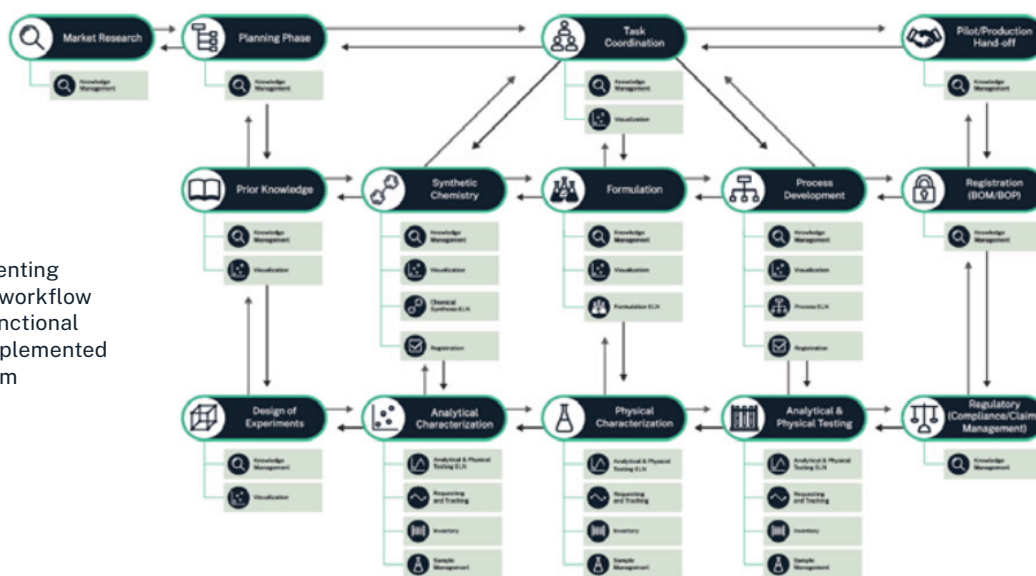 Market Research
Planning Phase
Task
Coordination
Pilot/Production
Hand-off
Knowledge
Management
Knowledge
Management
Knowledge
Management
Visualization
Knowledge
Management
Prior Knowledge
Synthetic
Chemistry
Formulation
Process
Development
Registration
(BOM/BOP)
Knowledge
Management
Visualization
Knowledge
Management
Visualization
Chemical
Synthesis ELN
Registration
Knowledge
Management
Visualization
Formulation ELN
Knowledge
Management
Visualization
Process ELN
Registration
Knowledge
Management
enting
workflow
nctional
plemented
m
Design of
Experiments
Analytical
Characterization
Physical
Characterization
Analytical &
Physical Testing
Regulatory
(Compliance/Claim
Management)
Knowledge
Management
Visualization
Analytical & Physical
Testing ELN
Requesting
and Tracking
Inventory
Sample
Management
Analytical & Physical
Testing ELN
Requesting
and Tracking
Inventory
Sample
Management
Analytical & Physical
Testing ELN
Requesting
and Tracking
Inventory
Sample
Management
Knowledge
Management